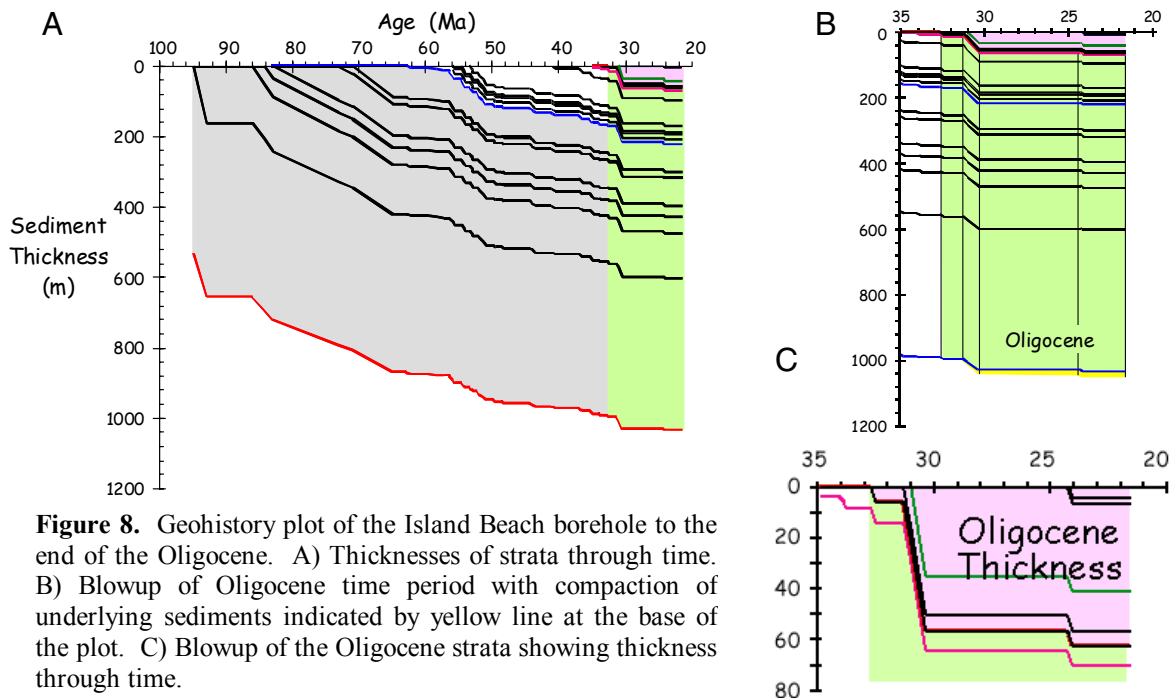 A
Age (Ma)
100 90 80 70 60 50 40 30 20
0
200
400
600
800
1000
1200
Sediment
Thickness
(m)
B
35 30 25 20
0
200
400
600
800
1000
1200
Oligocene
C
35 30 25 20
0
20
40
60
80
Oligocene
Thickness
Figure 8. Geohistory plot of the Island Beach borehole to the
end of the Oligocene. A) Thicknesses of strata through time.
B) Blowup of Oligocene time period with compaction of
underlying sediments indicated by yellow line at the base of
the plot. C) Blowup of the Oligocene strata showing thickness
through time.